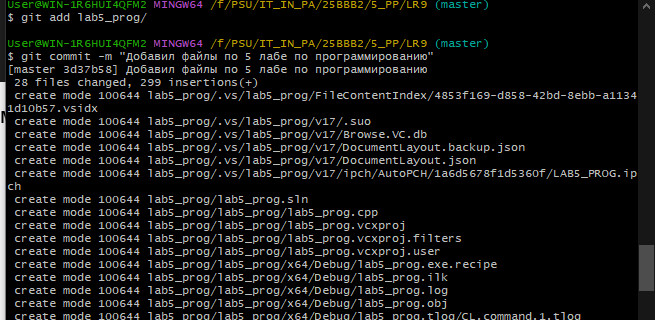 User@WIN-1R6HUI4QFM2 MINGW64 /f/PSU/IT_IN_PA/25BBB2/5_PP/LR9 (master)
$ git add lab5_prog/
User@WIN-1R6HUI4QFM2 MINGW64 /f/PSU/IT_IN_PA/25BBB2/5_PP/LR9 (master)
$ git commit -m "Добавил файлы по 5 лабе по программированию"
[master 3d37b58] Добавил файлы по 5 лабе по программированию
28 files changed, 299 insertions(+)
create mode 100644 lab5_prog/.vs/lab5_prog/FileContentIndex/4853f169-d858-42bd-8ebb-a1134
1d10b57.vsidx
create mode 100644 lab5_prog/.vs/lab5_prog/v17/.suo
create mode 100644 lab5_prog/.vs/lab5_prog/v17/Browse.VC.db
create mode 100644 lab5_prog/.vs/lab5_prog/v17/DocumentLayout.backup.json
create mode 100644 lab5_prog/.vs/lab5_prog/v17/DocumentLayout.json
create mode 100644 lab5_prog/.vs/lab5_prog/v17/ipch/AutoPCH/1a6d5678f1d5360f/LAB5_PROG.ip
ch
create mode 100644 lab5_prog/lab5_prog.sln
create mode 100644 lab5_prog/lab5_prog/lab5_prog.cpp
create mode 100644 lab5_prog/lab5_prog/lab5_prog.vcxproj
create mode 100644 lab5_prog/lab5_prog/lab5_prog.vcxproj.filters
create mode 100644 lab5_prog/lab5_prog/lab5_prog.vcxproj.user
create mode 100644 lab5_prog/lab5_prog/x64/Debug/lab5_prog.exe.recipe
create mode 100644 lab5_prog/lab5_prog/x64/Debug/lab5_prog.ilk
create mode 100644 lab5_prog/lab5_prog/x64/Debug/lab5_prog.log
create mode 100644 lab5_prog/lab5_prog/x64/Debug/lab5_prog.obj
create mode 100644 lab5_prog/lab5_prog/x64/Debug/lab5_prog.tlog/CL.command.1.tlog